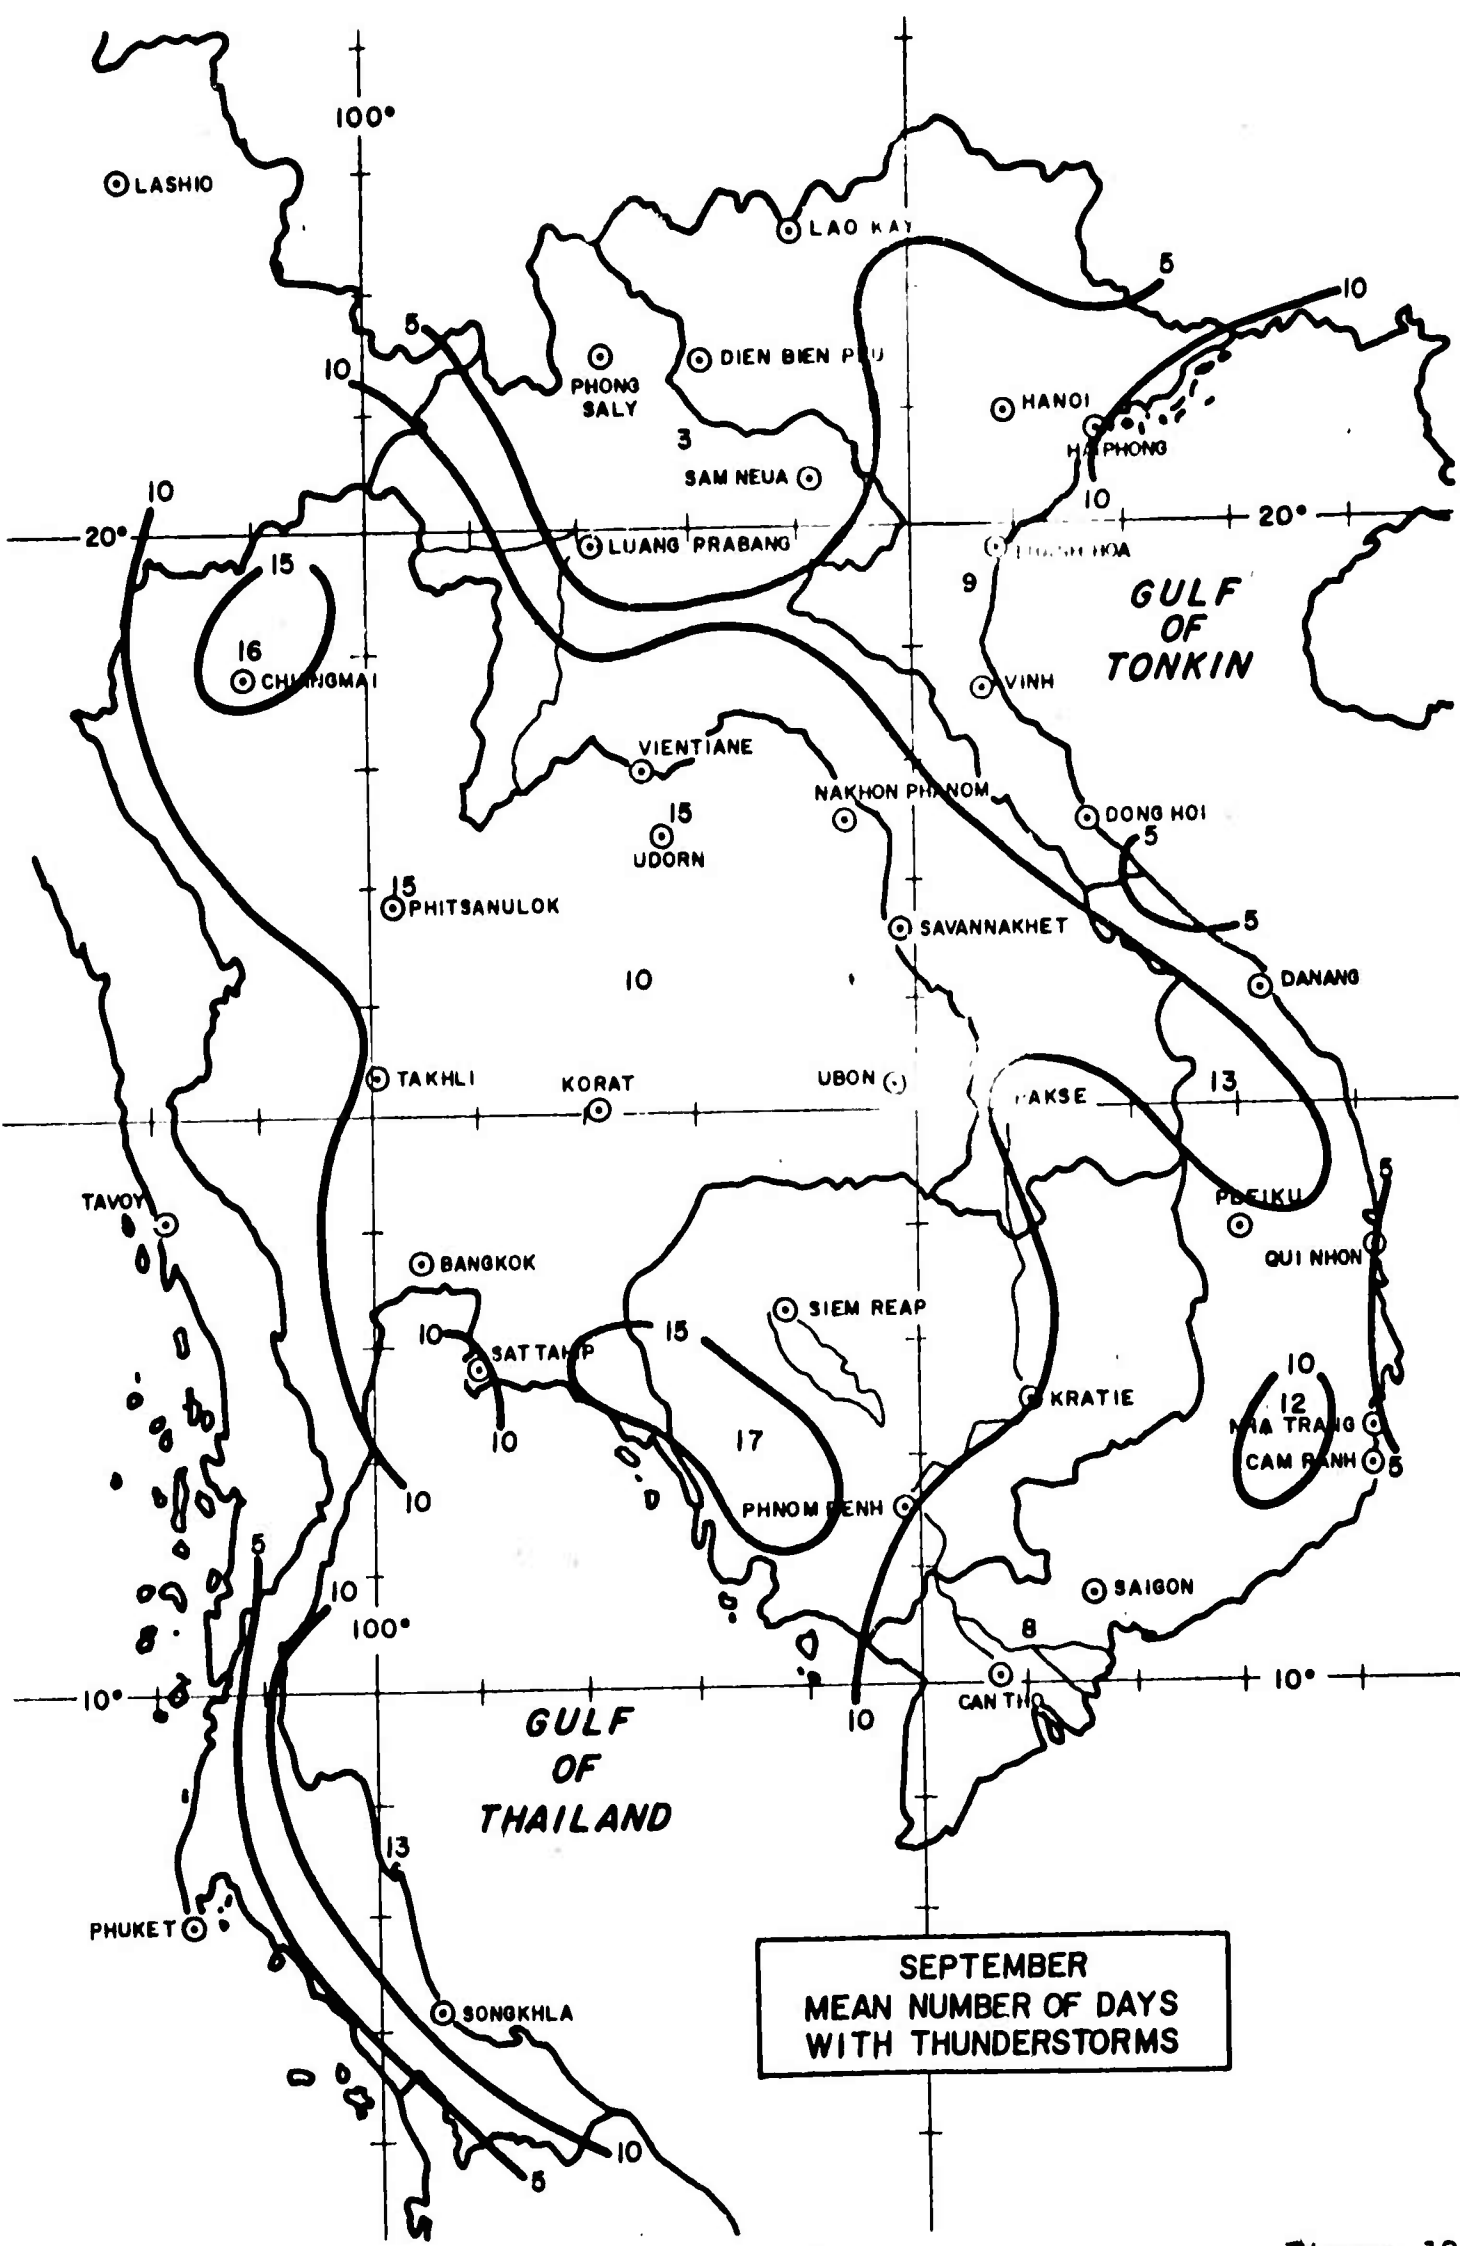 100°
LASHIO
LAO KAY
5
10
5
10
DIEN BIEN PHU
PHONG
SALY
HANOI
HAIPHONG
3
SAM NEUA
10
10
20°
20°
LUANG PRABANG
15
9
GULF
OF
TONKIN
16
CHIANGMAI
VINH
VIENTIANE
NAKHON PHANOM
15
UDORN
DONG HOI
5
15
PHITSANULOK
SAVANNAKHET
5
10
DANANG
TAKHLI
KORAT
UBON
PAKSE
13
5
TAVOY
PLEIKU
BANGKOK
QUI NHON
SIEM REAP
10
15
SATTAHIP
10
KRATIE
12
NHA TRANG
10
17
CAM RANH
5
10
PHNOM PENH
5
10
SAIGON
100°
8
10°
10°
CAN THO
10
GULF
OF
THAILAND
13
PHUKET
SONGKHLA
SEPTEMBER
MEAN NUMBER OF DAYS
WITH THUNDERSTORMS
10
5